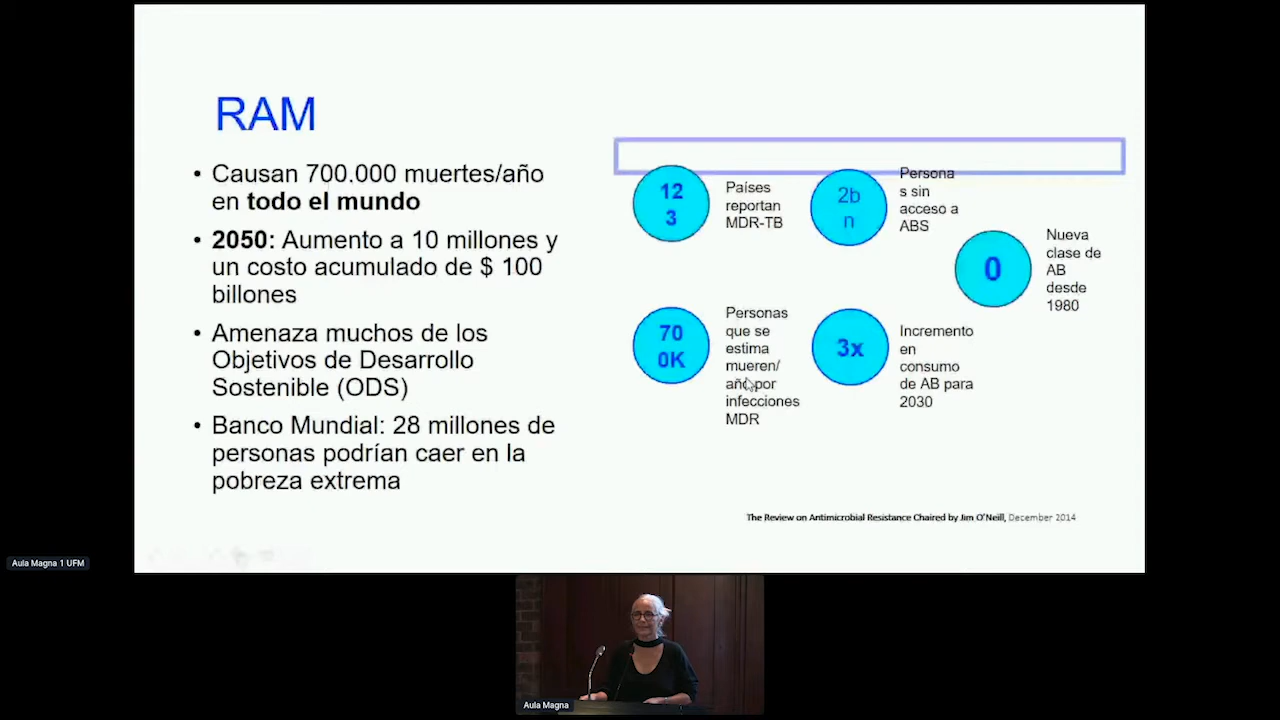 RAM
• Causan 700.000 muertes/año
en todo el mundo
• 2050: Aumento a 10 millones y
un costo acumulado de $ 100
billones
• Amenaza muchos de los
Objetivos de Desarrollo
Sostenible (ODS)
• Banco Mundial: 28 millones de
personas podrían caer en la
pobreza extrema
12
3
Países
reportan
MDR-TB
2b
n
Persona
s sin
acceso a
ABS
0
Nueva
clase de
AB
desde
1980
70
0K
Personas
que se
estima
mueren/
año por
infecciones
MDR
3x
Incremento
en
consumo
de AB para
2030
The Review on Antimicrobial Resistance Chaired by Jim O'Neill, December 2014
Aula Magna 1 UFM
Aula Magna